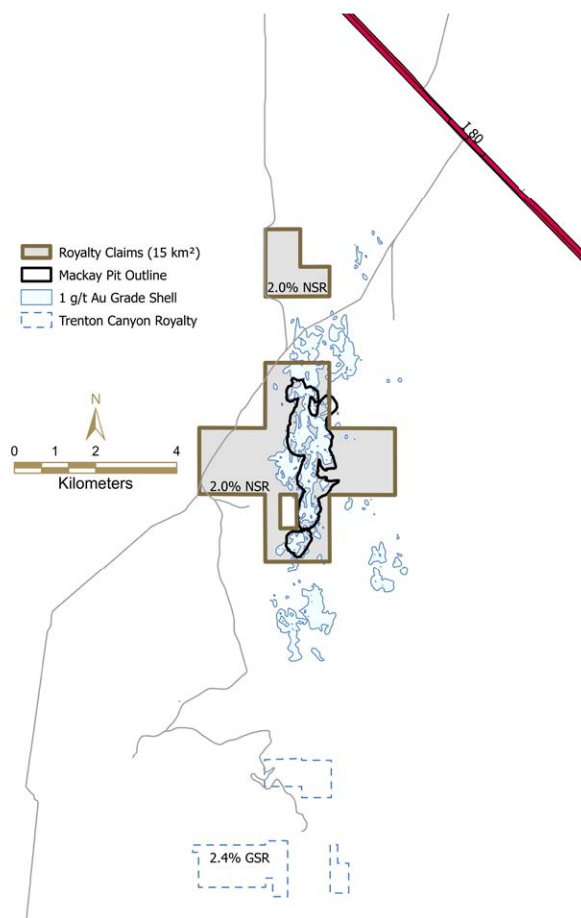 I 80
Royalty Claims (15 km²)
Mackay Pit Outline
1 g/t Au Grade Shell
Trenton Canyon Royalty
2.0% NSR
N
0 1 2 4
Kilometers
2.0% NSR
2.4% GSR